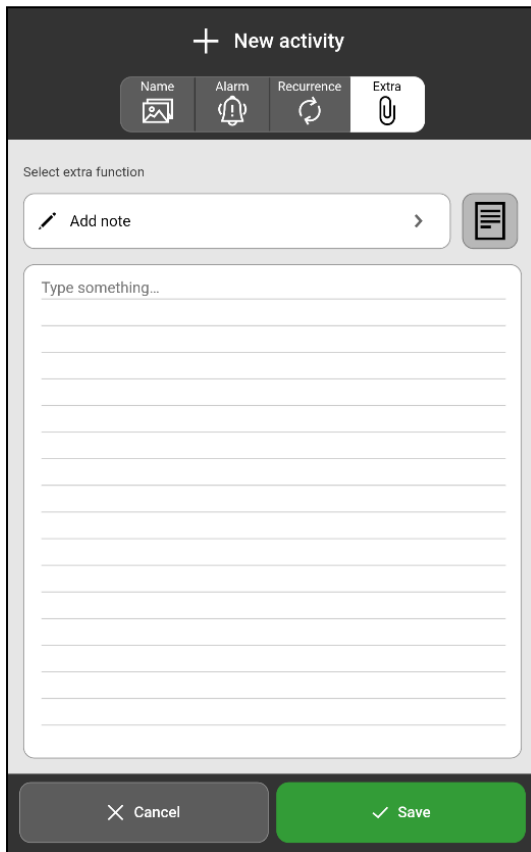 New activity
Name Alarm Recurrence Extra
Select extra function
Add note
Type something...
Cancel Save